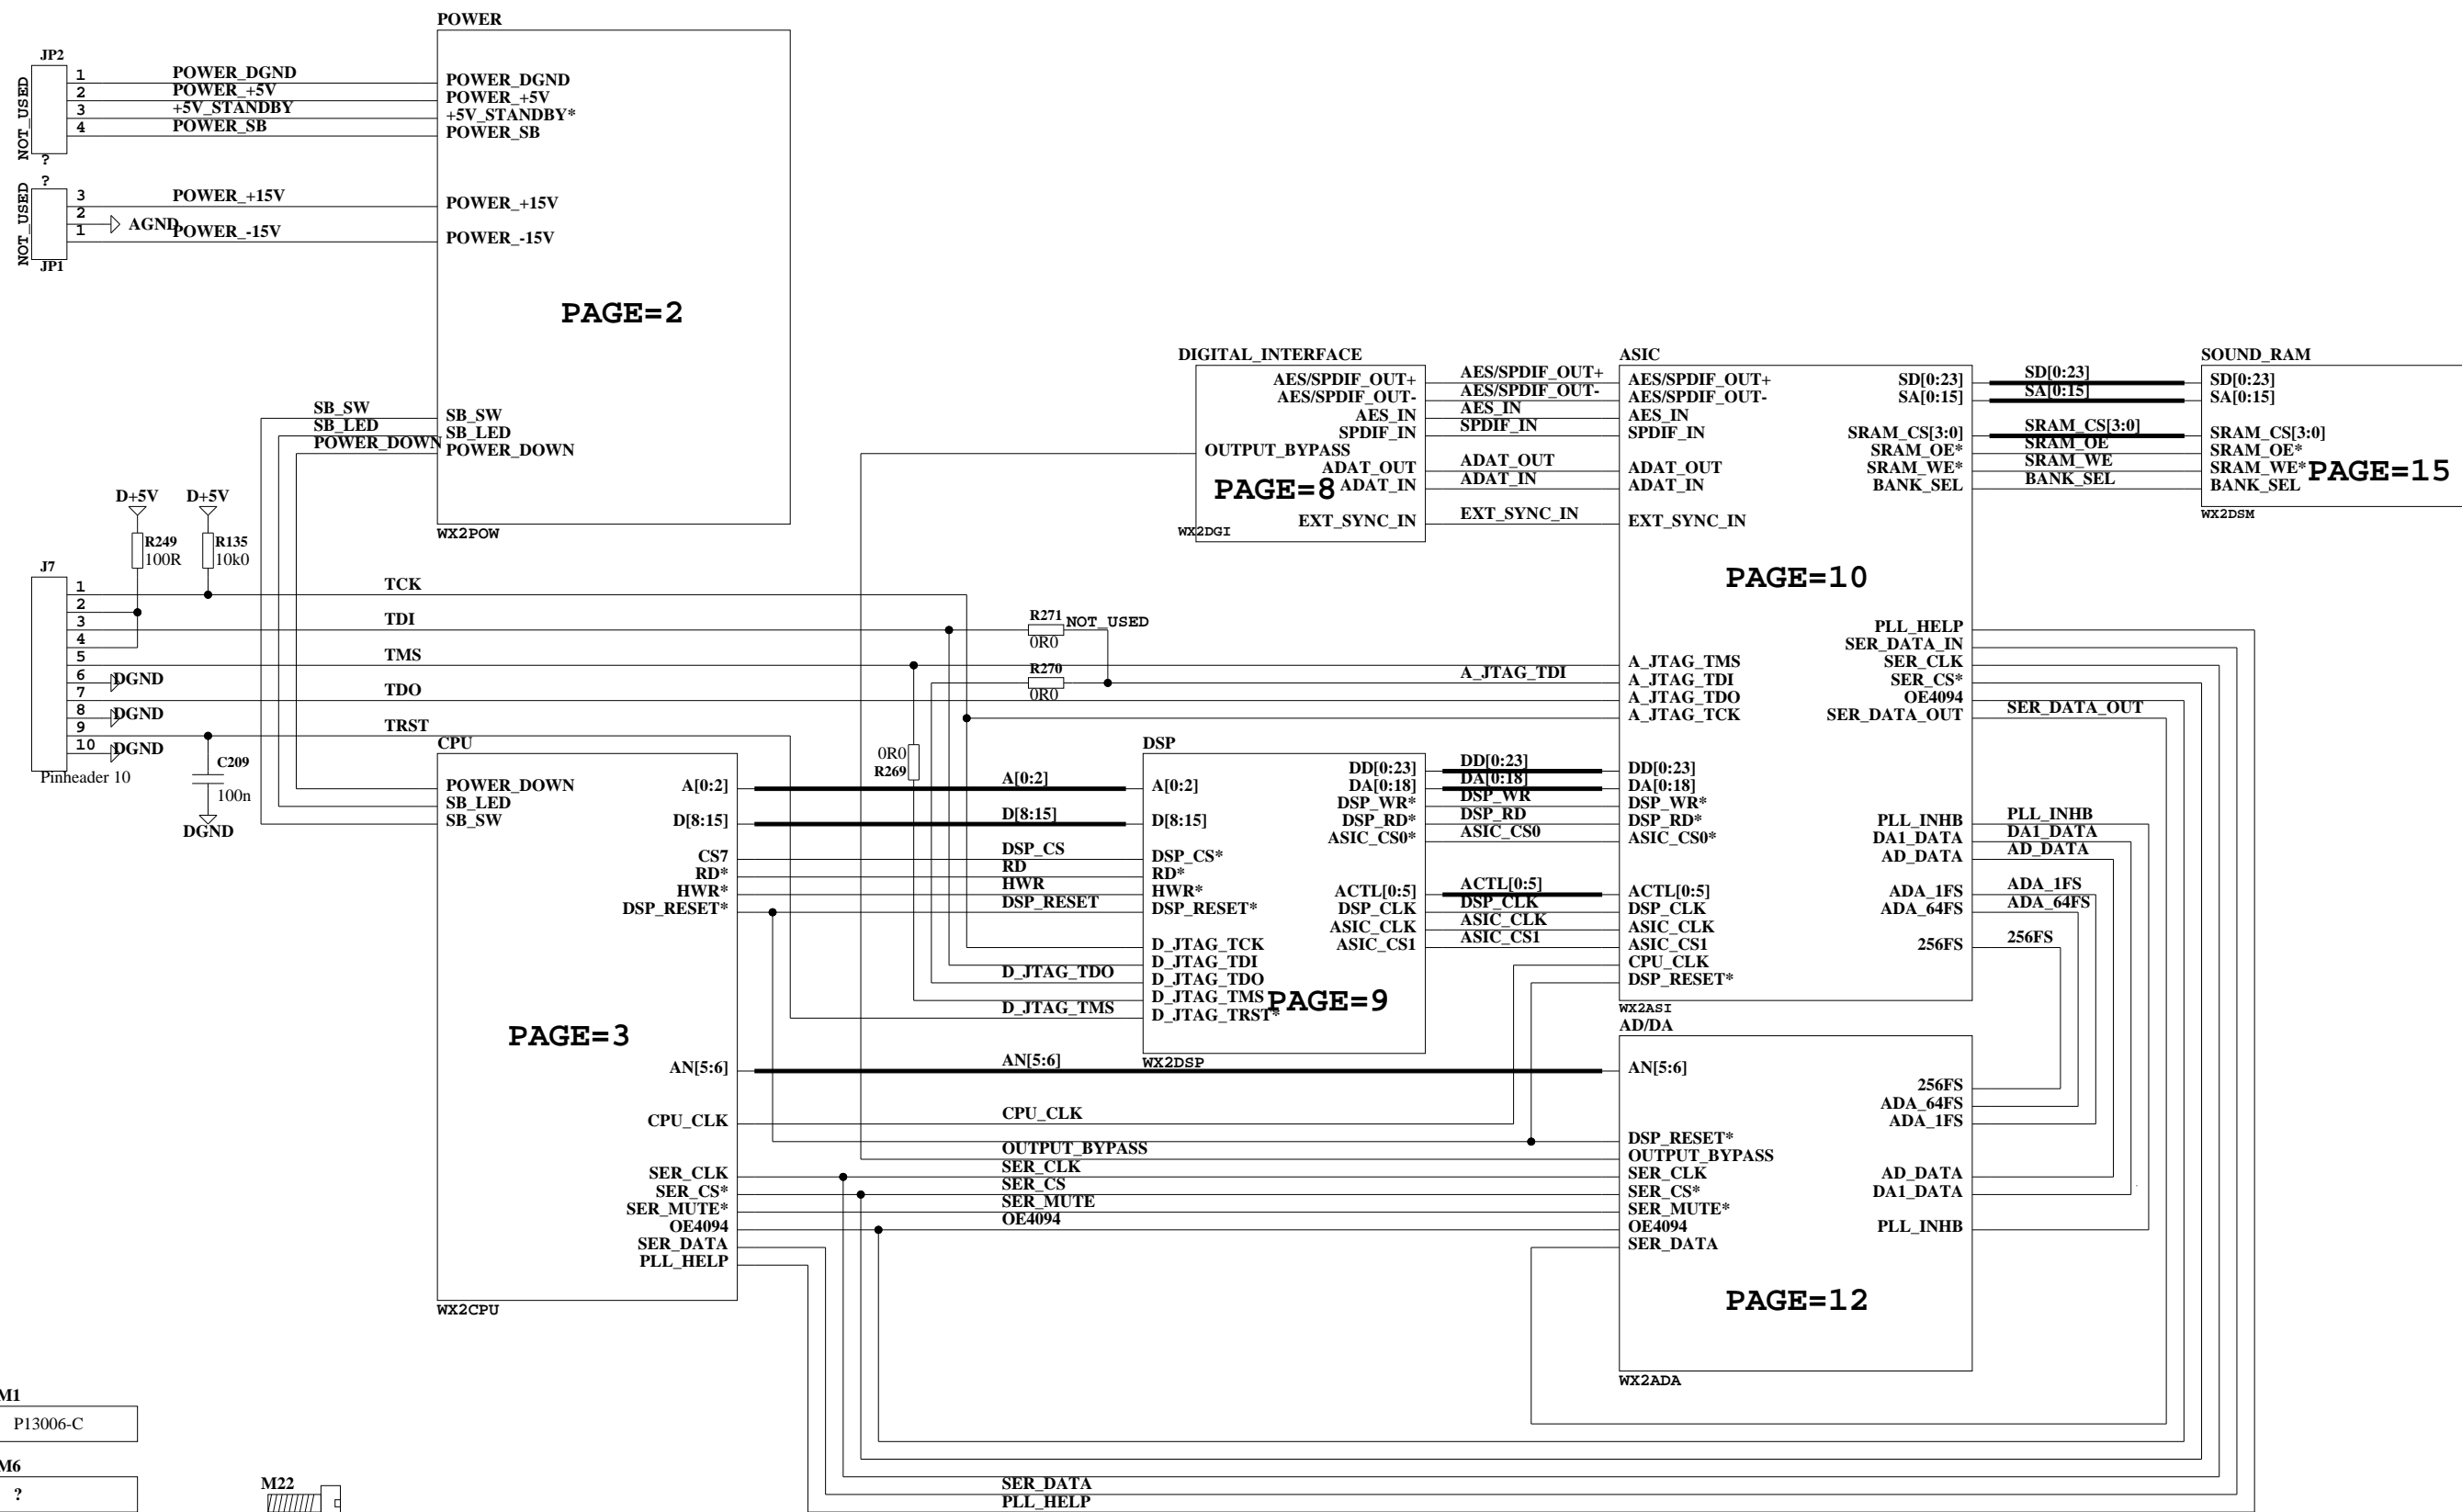 POWER
JP2
NOT_USED
?
1
2
3
4
POWER_DGND
POWER_+5V
+5V_STANDBY
POWER_SB
POWER_DGND
POWER_+5V
+5V_STANDBY*
POWER_SB
?
NOT_USED
JP1
3
2
1
POWER_+15V
AGND
POWER_-15V
POWER_+15V
POWER_-15V
PAGE=2
SB_SW
SB_LED
POWER_DOWN
SB_SW
SB_LED
POWER_DOWN
WX2POW
D+5V
D+5V
R249
100R
R135
10k0
J7
1
2
3
4
5
6
7
8
9
10
Pinheader 10
TCK
TDI
TMS
DGND
TDO
DGND
TRST
DGND
C209
100n
DGND
R271
NOT_USED
0R0
R270
0R0
0R0
R269
A_JTAG_TDI
DIGITAL_INTERFACE
AES/SPDIF_OUT+
AES/SPDIF_OUT-
AES_IN
SPDIF_IN
OUTPUT_BYPASS
ADAT_OUT
PAGE=8
ADAT_IN
EXT_SYNC_IN
WX2DGI
AES/SPDIF_OUT+
AES/SPDIF_OUT-
AES_IN
SPDIF_IN
ADAT_OUT
ADAT_IN
EXT_SYNC_IN
ASIC
AES/SPDIF_OUT+
AES/SPDIF_OUT-
AES_IN
SPDIF_IN
ADAT_OUT
ADAT_IN
EXT_SYNC_IN
SD[0:23]
SA[0:15]
SRAM_CS[3:0]
SRAM_OE*
SRAM_WE*
BANK_SEL
PAGE=10
SD[0:23]
SA[0:15]
SRAM_CS[3:0]
SRAM_OE
SRAM_WE
BANK_SEL
SOUND_RAM
SD[0:23]
SA[0:15]
SRAM_CS[3:0]
SRAM_OE*
SRAM_WE*
BANK_SEL
PAGE=15
WX2DSM
A_JTAG_TMS
A_JTAG_TDI
A_JTAG_TDO
A_JTAG_TCK
PLL_HELP
SER_DATA_IN
SER_CLK
SER_CS*
OE4094
SER_DATA_OUT
SER_DATA_OUT
DD[0:23]
DA[0:18]
DSP_WR*
DSP_RD*
ASIC_CS0*
ACTL[0:5]
DSP_CLK
ASIC_CLK
ASIC_CS1
CPU_CLK
DSP_RESET*
PLL_INHB
DA1_DATA
AD_DATA
ADA_1FS
ADA_64FS
256FS
PLL_INHB
DA1_DATA
AD_DATA
ADA_1FS
ADA_64FS
256FS
WX2ASI
CPU
POWER_DOWN
SB_LED
SB_SW
A[0:2]
D[8:15]
CS7
RD*
HWR*
DSP_RESET*
PAGE=3
AN[5:6]
CPU_CLK
SER_CLK
SER_CS*
SER_MUTE*
OE4094
SER_DATA
PLL_HELP
WX2CPU
A[0:2]
D[8:15]
DSP_CS
RD
HWR
DSP_RESET
D_JTAG_TDO
D_JTAG_TMS
AN[5:6]
CPU_CLK
OUTPUT_BYPASS
SER_CLK
SER_CS
SER_MUTE
OE4094
DSP
A[0:2]
D[8:15]
DSP_CS*
RD*
HWR*
DSP_RESET*
D_JTAG_TCK
D_JTAG_TDI
D_JTAG_TDO
D_JTAG_TMS
D_JTAG_TRST*
PAGE=9
DD[0:23]
DA[0:18]
DSP_WR*
DSP_RD*
ASIC_CS0*
ACTL[0:5]
DSP_CLK
ASIC_CLK
ASIC_CS1
WX2DSP
DD[0:23]
DA[0:18]
DSP_WR
DSP_RD
ASIC_CS0
ACTL[0:5]
DSP_CLK
ASIC_CLK
ASIC_CS1
AD/DA
AN[5:6]
DSP_RESET*
OUTPUT_BYPASS
SER_CLK
SER_CS*
SER_MUTE*
OE4094
SER_DATA
256FS
ADA_64FS
ADA_1FS
AD_DATA
DA1_DATA
PLL_INHB
PAGE=12
WX2ADA
M1
P13006-C
M6
?
M22
SER_DATA
PLL_HELP